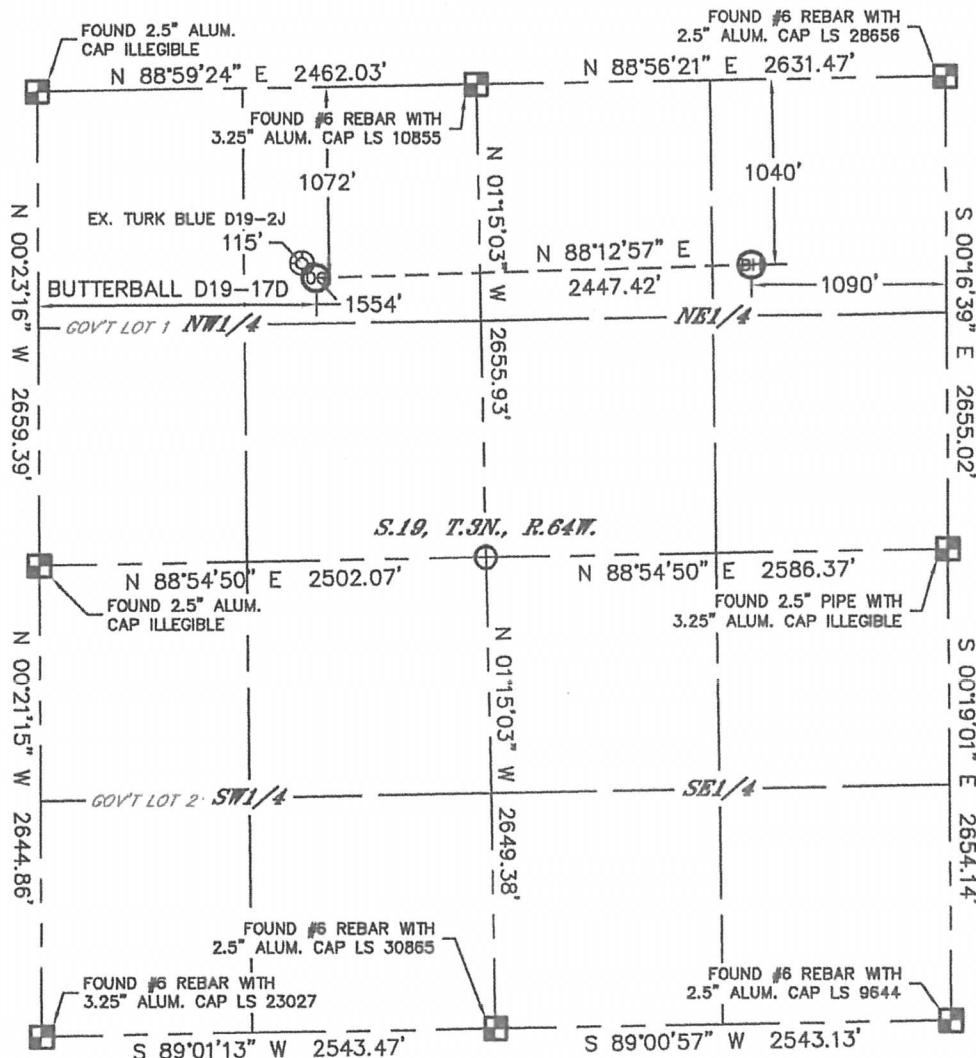 FOUND 2.5" ALUM.
CAP ILLEGIBLE
FOUND #6 REBAR WITH
2.5" ALUM. CAP LS 28656
N 88°59'24" E 2462.03'
N 88°56'21" E 2631.47'
FOUND #6 REBAR WITH
3.25" ALUM. CAP LS 10855
1072'
1040'
EX. TURK BLUE D19-2J
115'
N 88°12'57" E
2447.42'
BH
BUTTERBALL D19-17D
1554'
1090'
GOV'T LOT 1 NW1/4
NE1/4
N 00°23'16" W 2659.39'
N 01°15'03" W 2655.93'
S 00°16'39" E 2655.02'
S.19, T.3N., R.64W.
N 88°54'50" E 2502.07'
N 88°54'50" E 2586.37'
FOUND 2.5" ALUM.
CAP ILLEGIBLE
FOUND 2.5" PIPE WITH
3.25" ALUM. CAP ILLEGIBLE
N 00°21'15" W 2644.86'
N 01°15'03" W 2649.38'
S 00°19'01" E 2654.14'
GOV'T LOT 2 SW1/4
SE1/4
FOUND #6 REBAR WITH
2.5" ALUM. CAP LS 30865
FOUND #6 REBAR WITH
3.25" ALUM. CAP LS 23027
FOUND #6 REBAR WITH
2.5" ALUM. CAP LS 9644
S 89°01'13" W 2543.47'
S 89°00'57" W 2543.13'